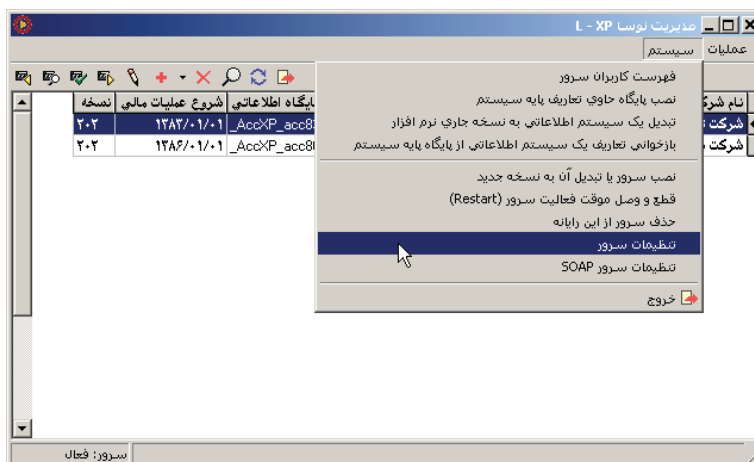 مدیریت نوسا L - XP
عملیات سیستم
فهرست کاربران سرور
نصب پایگاه حاوي تعاریف پایه سیستم
تبدیل یک سیستم اطلاعاتي به نسخه جاري نرم افزار
بازخواني تعاریف یک سیستم اطلاعاتي از پایگاه پایه سیستم
نصب سرور یا تبدیل آن به نسخه جدید
قطع و وصل موقت فعالیت سرور (Restart)
حذف سرور از این رایانه
تنظیمات سرور
تنظیمات سرور SOAP
خروج
نام پایگاه اطلاعاتي شروع عملیات مالي نسخه
شرکت _AccXP_acc8 ۱۳۸۳/۰۱/۰۱ ۲۰۲
شرکت _AccXP_acc8 ۱۳۸۶/۰۱/۰۱ ۲۰۲
سرور: فعال